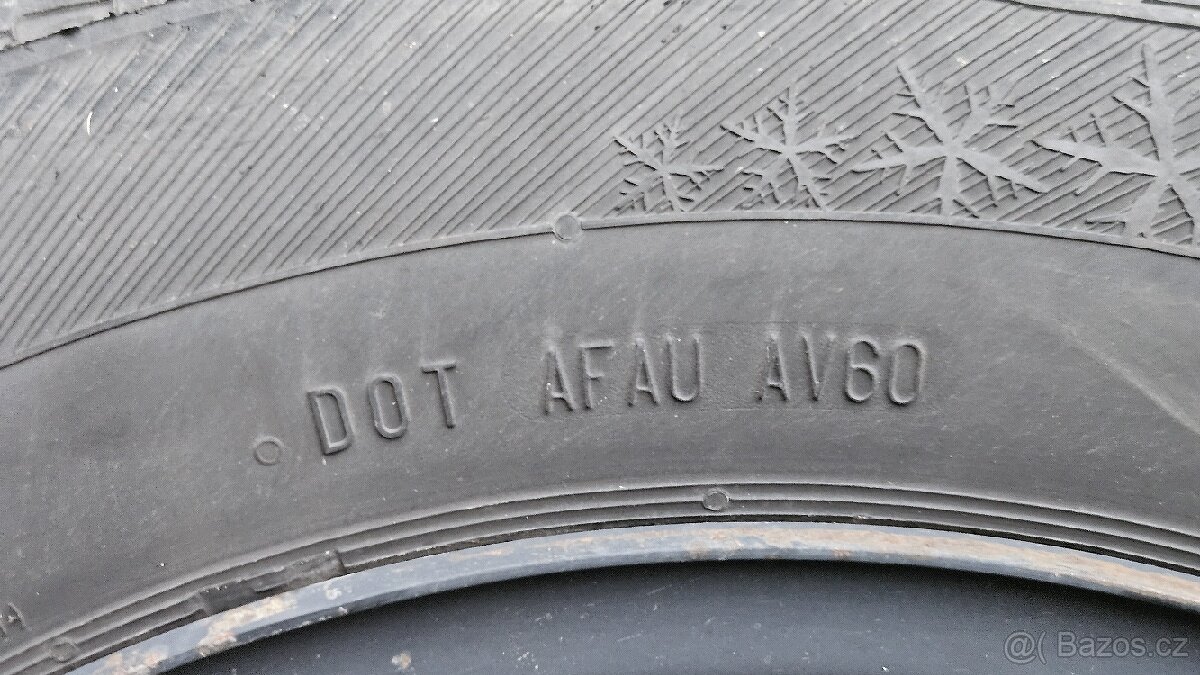 DOT AFAU AV60
@( Bazos.cz